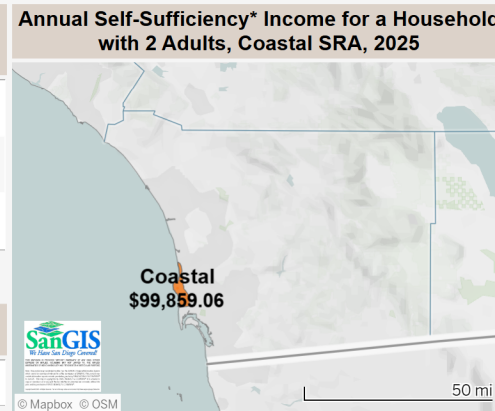 Annual Self-Sufficiency* Income for a Household
with 2 Adults, Coastal SRA, 2025
Coastal
$99,859.06
SanGIS
We Have San Diego Covered!
50 mi
© Mapbox © OSM